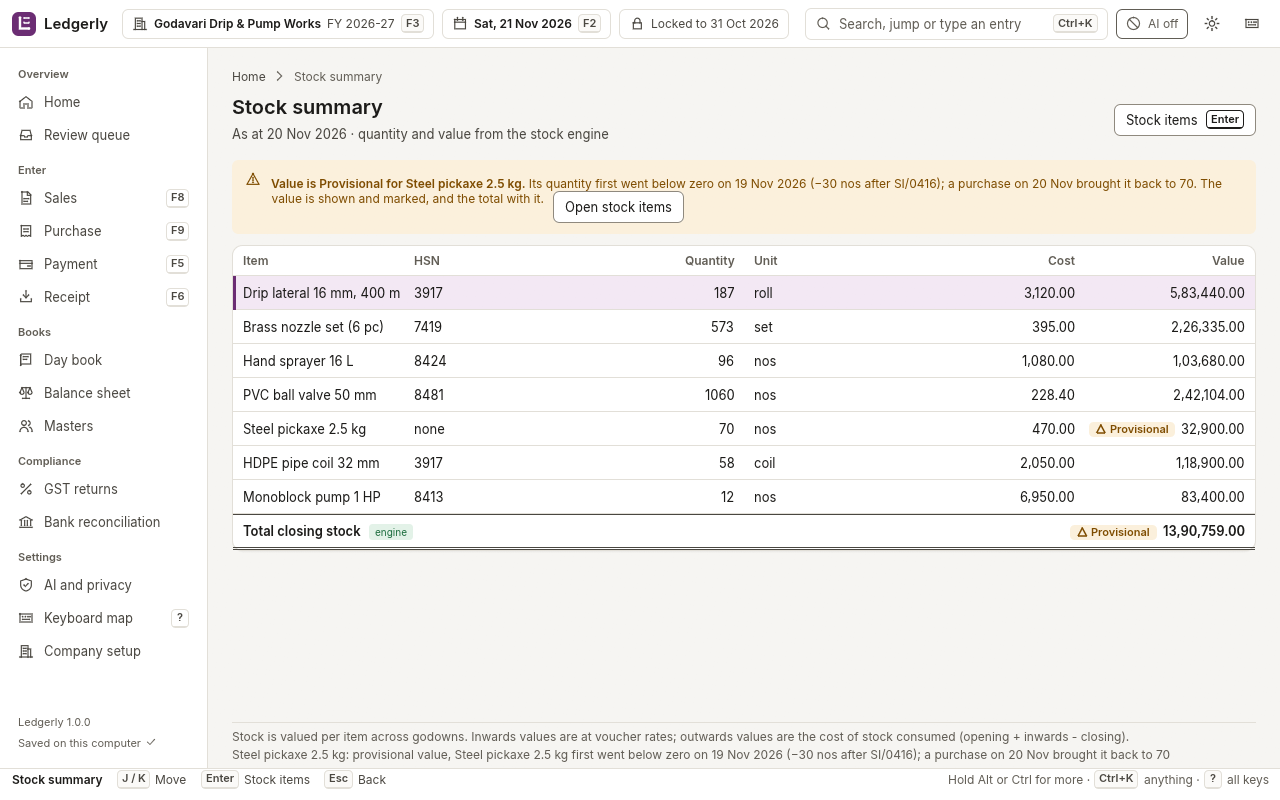 Ledgerly
Godavari Drip & Pump Works FY 2026-27 F3
Sat, 21 Nov 2026 F2
Locked to 31 Oct 2026
Search, jump or type an entry Ctrl+K
AI off
Overview
Home
Review queue
Enter
Sales F8
Purchase F9
Payment F5
Receipt F6
Books
Day book
Balance sheet
Masters
Compliance
GST returns
Bank reconciliation
Settings
AI and privacy
Keyboard map ?
Company setup
Ledgerly 1.0.0
Saved on this computer
Home > Stock summary
Stock summary
As at 20 Nov 2026 · quantity and value from the stock engine
Stock items Enter
Value is Provisional for Steel pickaxe 2.5 kg. Its quantity first went below zero on 19 Nov 2026 (−30 nos after SI/0416); a purchase on 20 Nov brought it back to 70. The
value is shown and marked, and the total with it. Open stock items
Item HSN Quantity Unit Cost Value
Drip lateral 16 mm, 400 m 3917 187 roll 3,120.00 5,83,440.00
Brass nozzle set (6 pc) 7419 573 set 395.00 2,26,335.00
Hand sprayer 16 L 8424 96 nos 1,080.00 1,03,680.00
PVC ball valve 50 mm 8481 1060 nos 228.40 2,42,104.00
Steel pickaxe 2.5 kg none 70 nos 470.00 Provisional 32,900.00
HDPE pipe coil 32 mm 3917 58 coil 2,050.00 1,18,900.00
Monoblock pump 1 HP 8413 12 nos 6,950.00 83,400.00
Total closing stock engine Provisional 13,90,759.00
Stock is valued per item across godowns. Inwards values are at voucher rates; outwards values are the cost of stock consumed (opening + inwards - closing).
Steel pickaxe 2.5 kg: provisional value, Steel pickaxe 2.5 kg first went below zero on 19 Nov 2026 (−30 nos after SI/0416); a purchase on 20 Nov brought it back to 70
Stock summary J / K Move Enter Stock items Esc Back
Hold Alt or Ctrl for more · Ctrl+K anything · ? all keys